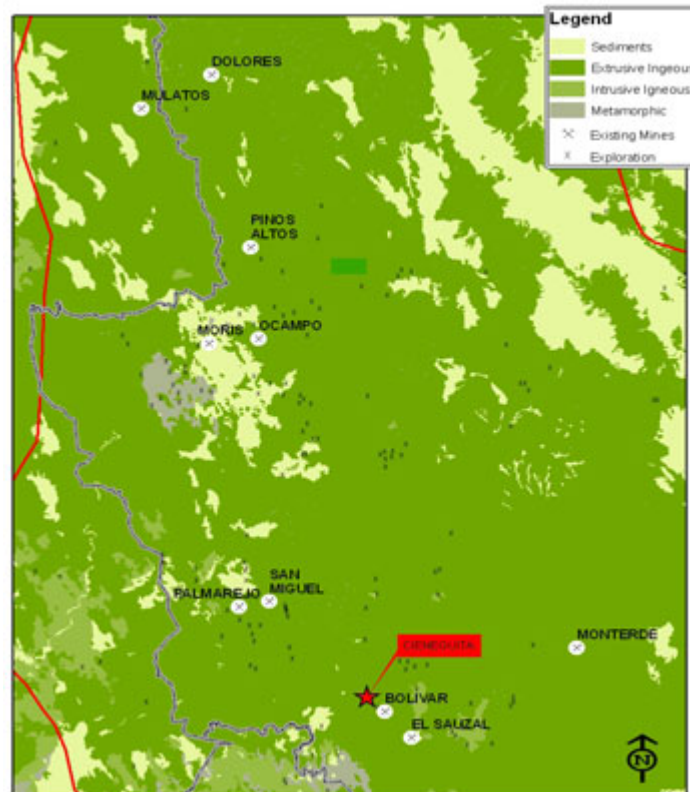 Legend
Sediments
Extrusive Ingeous
Intrusive Igneous
Metamorphic
Existing Mines
Exploration
DOLORES
MULATOS
PINOS
ALTOS
MORIS
OCAMPO
SAN
MIGUEL
PALMAREJO
MONTERDE
CIENEGUITA
BOLIVAR
EL SAUZAL